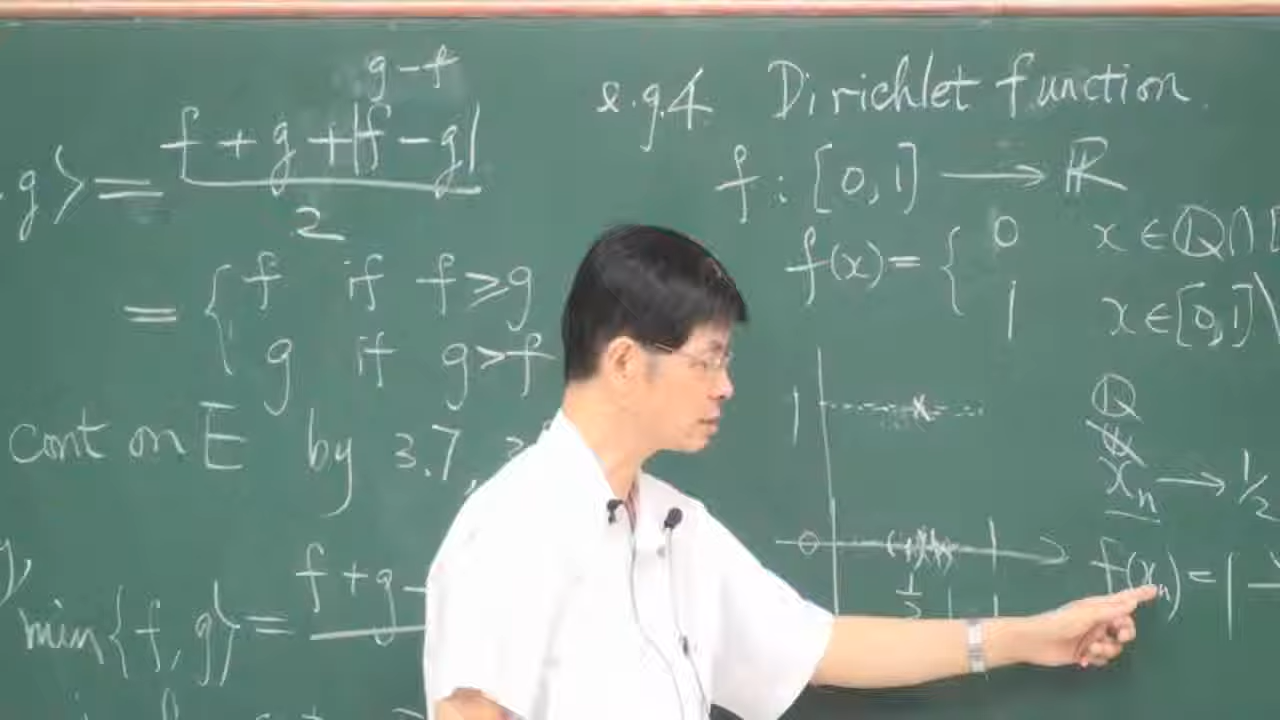 g - f
g} = f + g + |f - g|
2
= { f if f ≥ g
g if g > f
cont on E by 3.7,
min{f, g} = f + g -
e.g.4 Dirichlet function
f : [0,1] → ℝ
f(x) = { 0 x ∈ ℚ ∩ [
1 x ∈ [0,1] \
1
0
1
2
ℚ
x_n → 1/2
f(x_n) = 1